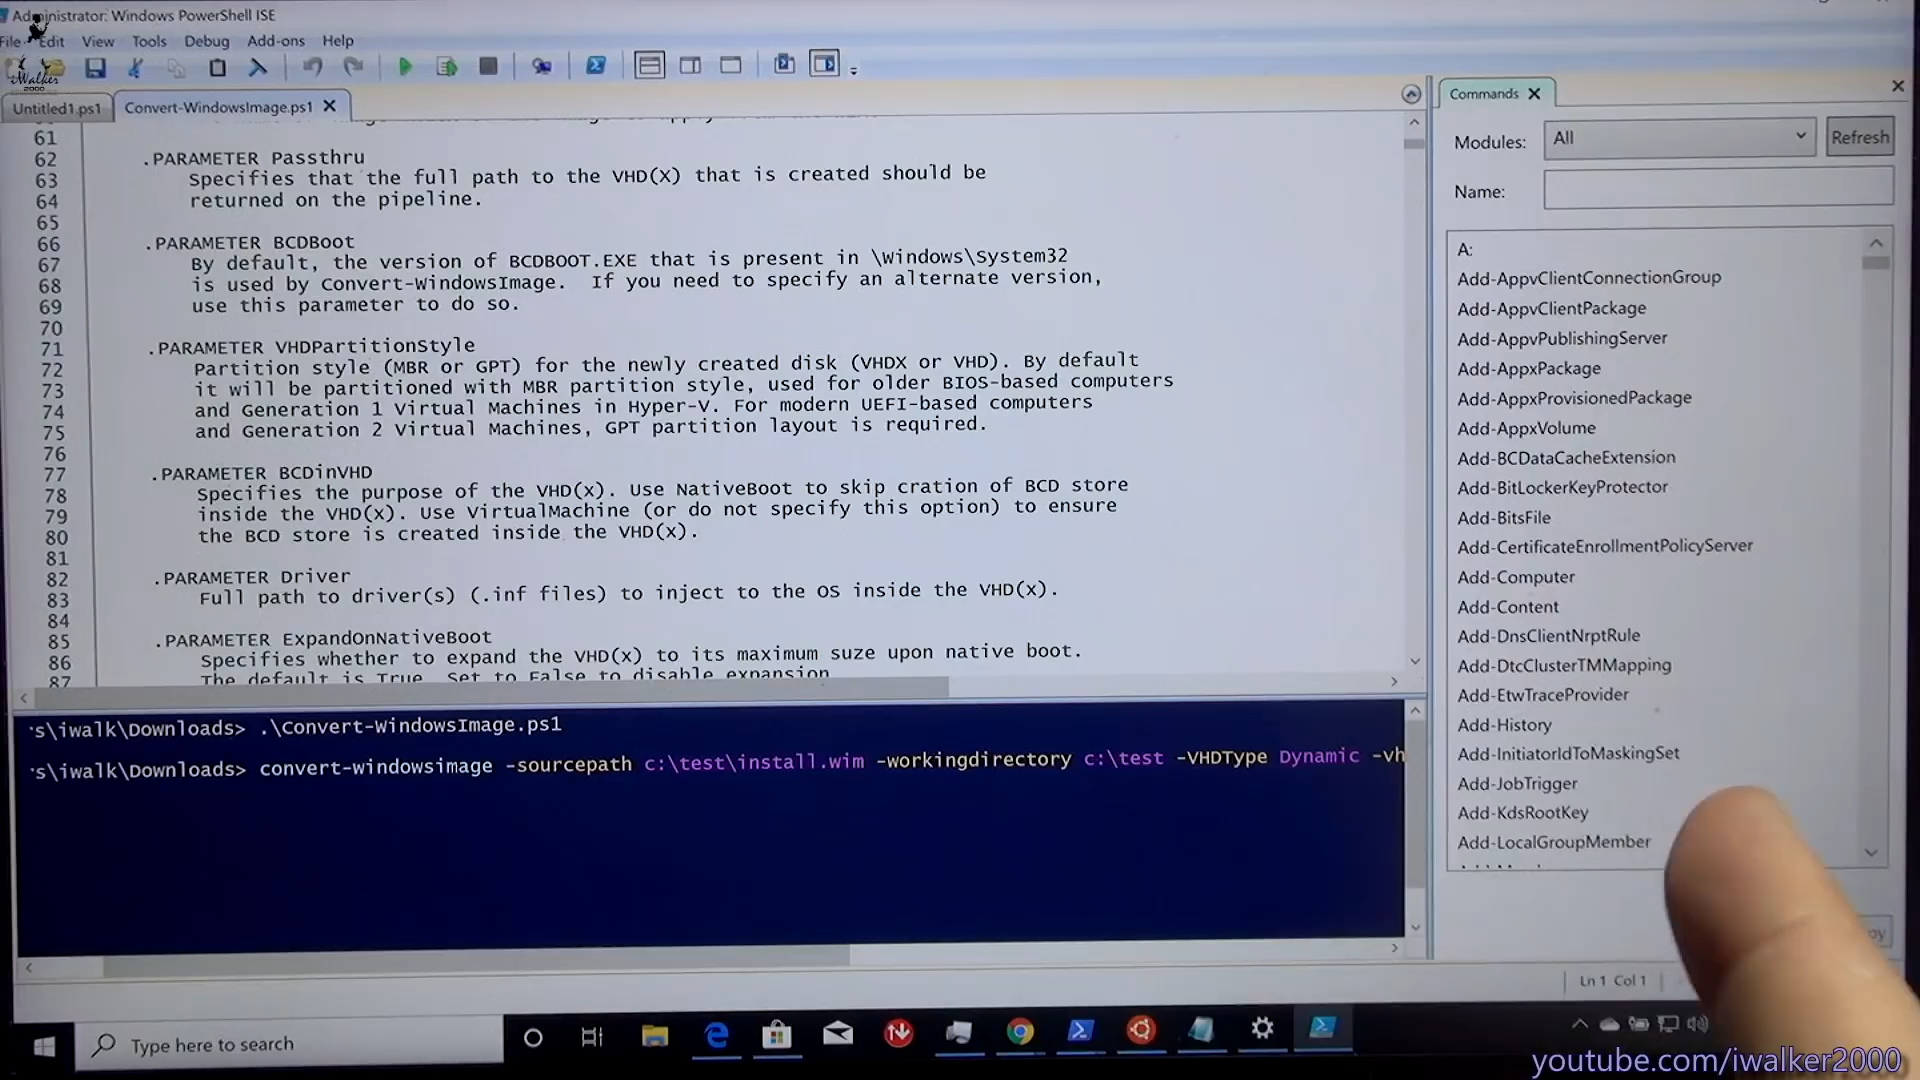 Administrator: Windows PowerShell ISE
File Edit View Tools Debug Add-ons Help
iWalker
2000
Untitled1.ps1 Convert-WindowsImage.ps1
61
62 .PARAMETER Passthru
63 Specifies that the full path to the VHD(X) that is created should be
64 returned on the pipeline.
65
66 .PARAMETER BCDBoot
67 By default, the version of BCDBOOT.EXE that is present in \Windows\System32
68 is used by Convert-WindowsImage. If you need to specify an alternate version,
69 use this parameter to do so.
70
71 .PARAMETER VHDPartitionStyle
72 Partition style (MBR or GPT) for the newly created disk (VHDX or VHD). By default
73 it will be partitioned with MBR partition style, used for older BIOS-based computers
74 and Generation 1 Virtual Machines in Hyper-V. For modern UEFI-based computers
75 and Generation 2 Virtual Machines, GPT partition layout is required.
76
77 .PARAMETER BCDinVHD
78 Specifies the purpose of the VHD(x). Use NativeBoot to skip cration of BCD store
79 inside the VHD(x). Use VirtualMachine (or do not specify this option) to ensure
80 the BCD store is created inside the VHD(x).
81
82 .PARAMETER Driver
83 Full path to driver(s) (.inf files) to inject to the OS inside the VHD(x).
84
85 .PARAMETER ExpandOnNativeBoot
86 Specifies whether to expand the VHD(x) to its maximum suze upon native boot.
87 The default is True. Set to False to disable expansion
s\iwalk\Downloads> .\Convert-WindowsImage.ps1
s\iwalk\Downloads> convert-windowsimage -sourcepath c:\test\install.wim -workingdirectory c:\test -VHDType Dynamic -vh
Commands
Modules: All Refresh
Name:
A:
Add-AppvClientConnectionGroup
Add-AppvClientPackage
Add-AppvPublishingServer
Add-AppxPackage
Add-AppxProvisionedPackage
Add-AppxVolume
Add-BCDataCacheExtension
Add-BitLockerKeyProtector
Add-BitsFile
Add-CertificateEnrollmentPolicyServer
Add-Computer
Add-Content
Add-DnsClientNrptRule
Add-DtcClusterTMMapping
Add-EtwTraceProvider
Add-History
Add-InitiatorIdToMaskingSet
Add-JobTrigger
Add-KdsRootKey
Add-LocalGroupMember
Ln 1 Col 1
Type here to search
youtube.com/iwalker2000